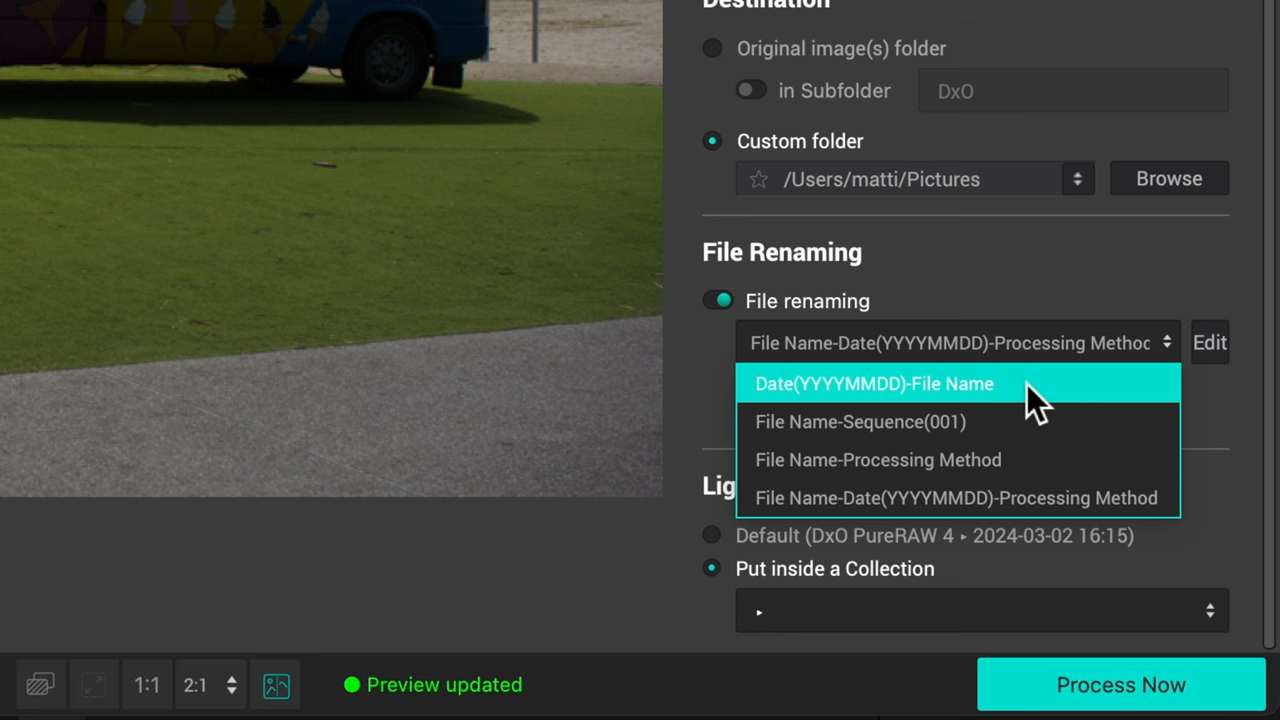 Destination
Original image(s) folder
in Subfolder
DxO
Custom folder
/Users/matti/Pictures
Browse
File Renaming
File renaming
File Name-Date(YYYYMMDD)-Processing Methoc
Edit
Date(YYYYMMDD)-File Name
File Name-Sequence(001)
File Name-Processing Method
File Name-Date(YYYYMMDD)-Processing Method
Lig
Default (DxO PureRAW 4 ▸ 2024-03-02 16:15)
Put inside a Collection
▸
1:1
2:1
Preview updated
Process Now